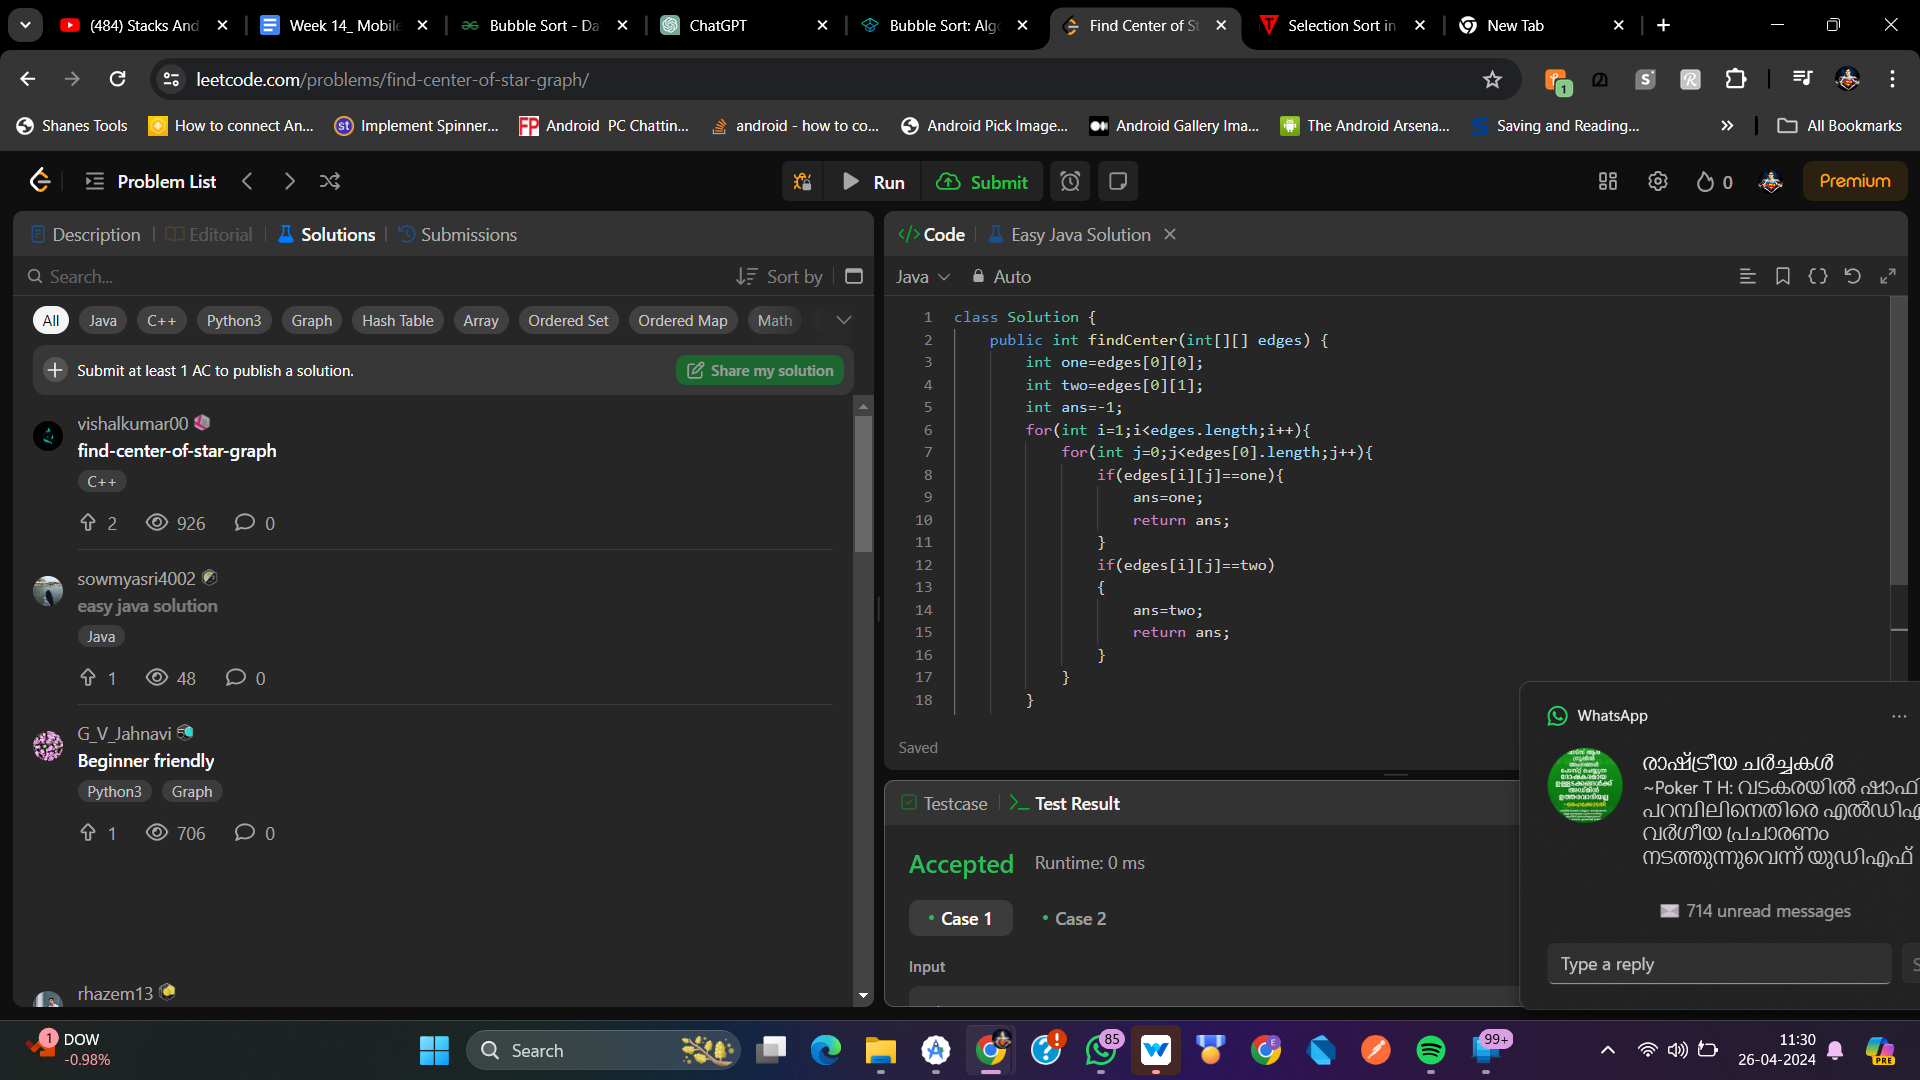 (484) Stacks And
Week 14_ Mobile
Bubble Sort - Da
ChatGPT
Bubble Sort: Algo
Find Center of St
Selection Sort in
New Tab
leetcode.com/problems/find-center-of-star-graph/
1
Shanes Tools
How to connect An...
Implement Spinner...
Android PC Chattin...
android - how to co...
Android Pick Image...
Android Gallery Ima...
The Android Arsena...
Saving and Reading...
All Bookmarks
Problem List
Run
Submit
0
Premium
Description
Editorial
Solutions
Submissions
Search...
Sort by
All
Java
C++
Python3
Graph
Hash Table
Array
Ordered Set
Ordered Map
Math
Submit at least 1 AC to publish a solution.
Share my solution
vishalkumar00
find-center-of-star-graph
C++
2 926 0
sowmyasri4002
easy java solution
Java
1 48 0
G_V_Jahnavi
Beginner friendly
Python3 Graph
1 706 0
rhazem13
</> Code
Easy Java Solution
Java
Auto
1 class Solution {
2 public int findCenter(int[][] edges) {
3 int one=edges[0][0];
4 int two=edges[0][1];
5 int ans=-1;
6 for(int i=1;i<edges.length;i++){
7 for(int j=0;j<edges[0].length;j++){
8 if(edges[i][j]==one){
9 ans=one;
10 return ans;
11 }
12 if(edges[i][j]==two)
13 {
14 ans=two;
15 return ans;
16 }
17 }
18 }
Saved
Testcase
Test Result
Accepted
Runtime: 0 ms
Case 1
Case 2
Input
WhatsApp
രാഷ്ട്രീയ ചർച്ചകൾ
~Poker T H: വടകരയിൽ ഷാഫി
പറമ്പിലിനെതിരെ എൽഡിഎ
വർഗീയ പ്രചാരണം
നടത്തുന്നുവെന്ന് യുഡിഎഫ്
714 unread messages
Type a reply
1
DOW
-0.98%
Search
85
99+
11:30
26-04-2024
PRE